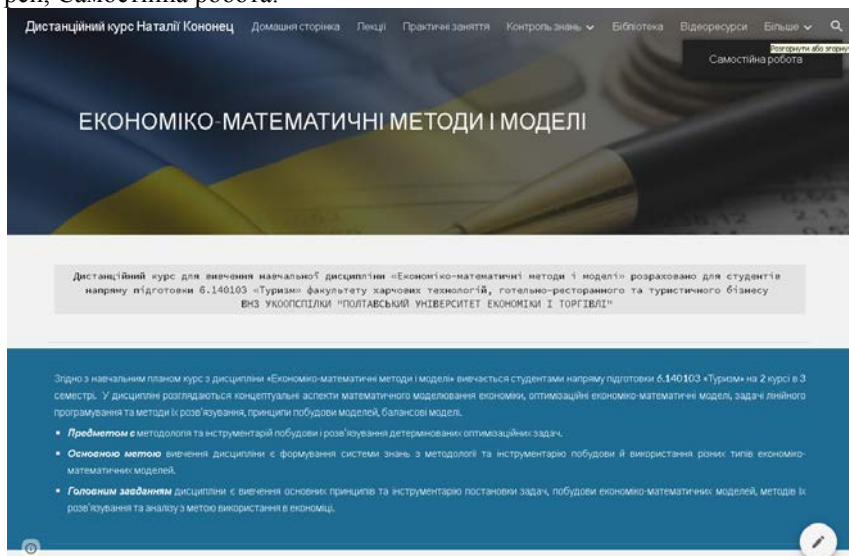 Самостійна робота.
Дистанційний курс Наталії Кононец Домашня сторінка Лекції Практичні заняття Контроль знань Бібліотека Відеоресурси Більше
Розгорнути або згорну
Самостійна робота
ЕКОНОМІКО-МАТЕМАТИЧНІ МЕТОДИ І МОДЕЛІ
Дистанційний курс для вивчення навчальної дисципліни «Економіко-математичні методи і моделі» розраховано для студентів
напряму підготовки 6.140103 «Туризм» факультету харчових технологій, готельно-ресторанного та туристичного бізнесу
ВНЗ УКООПСПІЛКИ "ПОЛТАВСЬКИЙ УНІВЕРСИТЕТ ЕКОНОМІКИ І ТОРГІВЛІ"
Згідно з навчальним планом курс з дисципліни «Економіко-математичні методи і моделі» вивчається студентами напряму підготовки 6.140103 «Туризм» на 2 курсі в 3
семестрі. У дисципліні розглядаються концептуальні аспекти математичного моделювання економіки, оптимізаційні економіко-математичні моделі, задачі лінійного
програмування та методи їх розв'язування, принципи побудови моделей, балансові моделі.
▪ Предметом є методологія та інструментарій побудови і розв'язування детермінованих оптимізаційних задач.
▪ Основною метою вивчення дисципліни є формування системи знань з методології та інструментарію побудови й використання різних типів економіко-
математичних моделей.
▪ Головним завданням дисципліни є вивчення основних принципів та інструментарію постановки задач, побудови економіко-математичних моделей, методів їх
розв'язування та аналізу з метою використання в економіці.